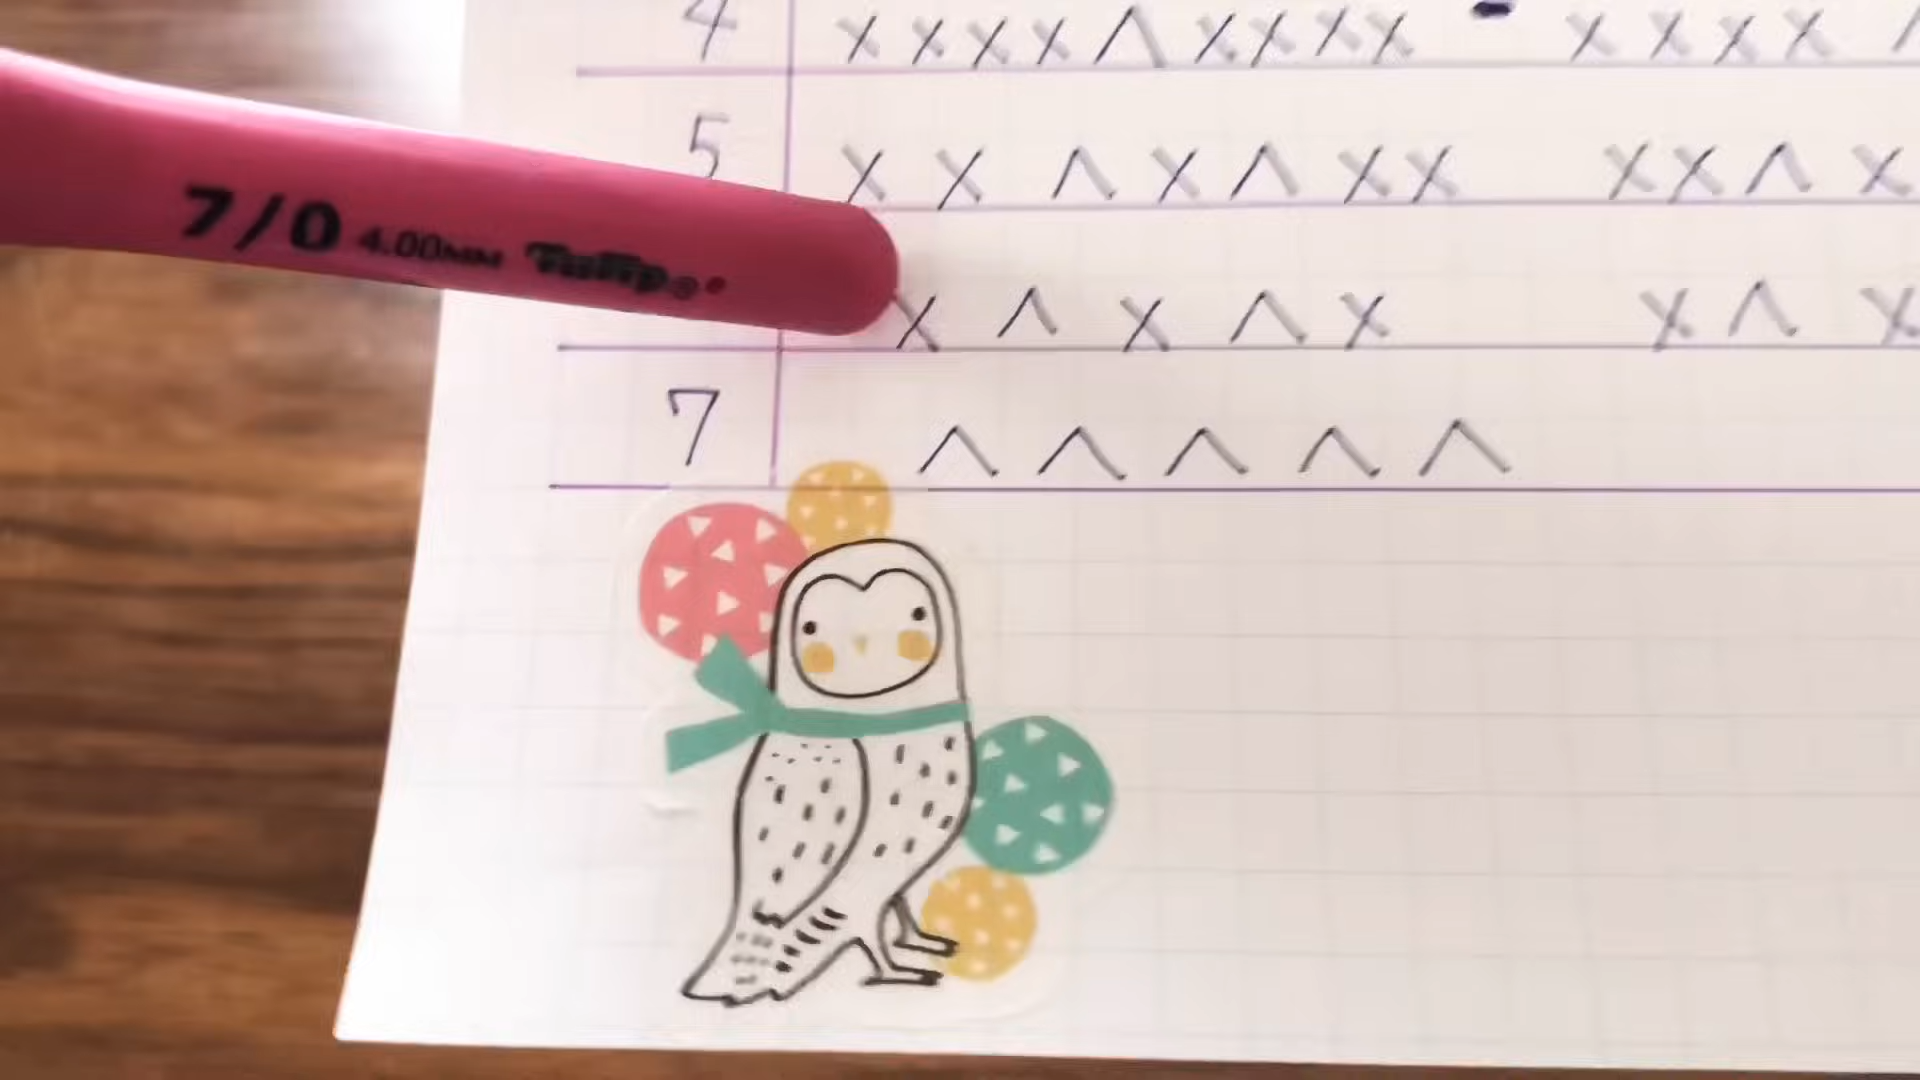 4 x x x x ∧ x x x x x x x x
5 x x ∧ x ∧ x x x x ∧ x
7/0 4.00MM Tulip
x ∧ x ∧ x x ∧ x
7 ∧ ∧ ∧ ∧ ∧